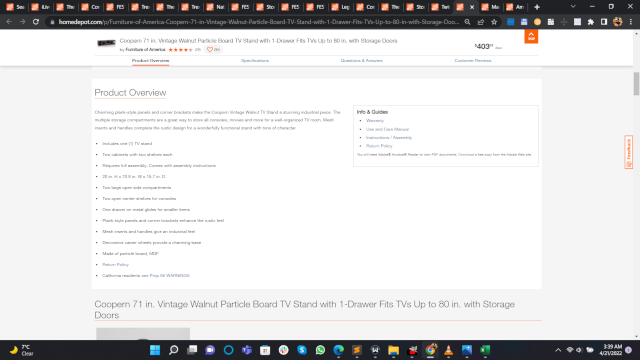 homedepot.com/p/Furniture-of-America-Coopern-71-in-Vintage-Walnut-Particle-Board-TV-Stand-with-1-Drawer-Fits-TVs-Up-to-80-in-with-Storage-Doo...
Coopern 71 in. Vintage Walnut Particle Board TV Stand with 1-Drawer Fits TVs Up to 80 in. with Storage Doors
by Furniture of America
$403
TOP
Product Overview
Specifications
Questions & Answers
Customer Reviews
Product Overview
Charming plank-style panels and corner brackets make the Coopern Vintage Walnut TV Stand a stunning industrial piece. The
multiple storage compartments are a great way to store all consoles, movies and more for a well-organized TV room. Mesh
inserts and handles complete the rustic design for a wonderfully functional stand with tons of character.
Includes one (1) TV stand
Two cabinets with two shelves each
Requires full assembly. Comes with assembly instructions
Two large open side compartments
Two open center shelves for consoles
One drawer on metal glides for smaller items
Plank-style panels and corner brackets enhance the rustic feel
Mesh inserts and handles give an industrial feel
Decorative caster wheels provide a charming base
Made of particle board, MDF
Return Policy
California residents see Prop 65 WARNINGS
Info & Guides
Warranty
Use and Care Manual
Instructions / Assembly
Return Policy
You will need Adobe® Acrobat® Reader to view PDF documents. Download a free copy from the Adobe Web site.
Feedback
Coopern 71 in. Vintage Walnut Particle Board TV Stand with 1-Drawer Fits TVs Up to 80 in. with Storage
Doors
7°C
Clear
3:39 AM
4/21/2022